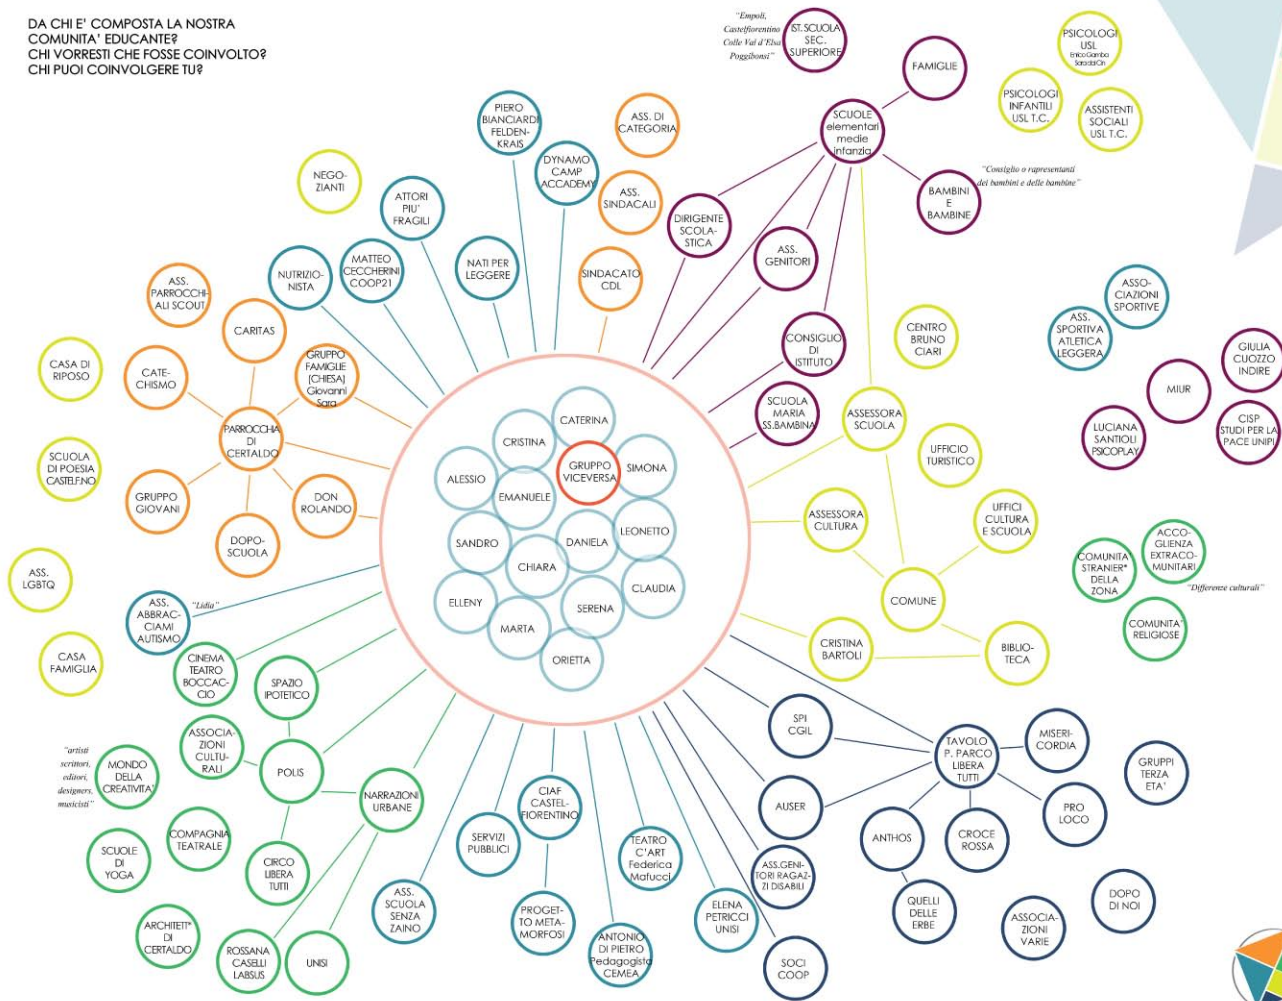 DA CHI E' COMPOSTA LA NOSTRA
COMUNITA' EDUCANTE?
CHI VORRESTI CHE FOSSE COINVOLTO?
CHI PUOI COINVOLGERE TU?
"Empoli,
Castelfiorentino
Colle Val d'Elsa
Poggibonsi"
IST. SCUOLA
SEC.
SUPERIORE
FAMIGLIE
PSICOLOGI
USL
Enrico Gamba
Sara dal Cin
PSICOLOGI
INFANTILI
USL T.C.
ASSISTENTI
SOCIALI
USL T.C.
SCUOLE
elementari
medie
infanzia
BAMBINI
E
BAMBINE
"Consiglio o rapresentanti
dei bambini e delle bambine"
PIERO
BIANCIARDI
FELDEN-
KRAIS
DYNAMO
CAMP
ACCADEMY
ASS. DI
CATEGORIA
ASS.
SINDACALI
NEGO-
ZIANTI
ATTORI
PIU'
FRAGILI
NATI PER
LEGGERE
SINDACATO
CDL
DIRIGENTE
SCOLA-
STICA
ASS.
GENITORI
NUTRIZIO-
NISTA
MATTEO
CECCHERINI
COOP21
ASS.
PARROCCHI-
ALI SCOUT
CARITAS
GRUPPO
FAMIGLIE
(CHIESA)
Giovanni
Sara
CONSIGLIO
DI
ISTITUTO
CENTRO
BRUNO
CIARI
ASSO-
CIAZIONI
SPORTIVE
ASS.
SPORTIVA
ATLETICA
LEGGERA
GIULIA
CUOZZO
INDIRE
MIUR
LUCIANA
SANTIOLI
PSICOPLAY
CISP
STUDI PER LA
PACE UNIPI
CASA DI
RIPOSO
CATE-
CHISMO
PARROCCHIA
DI
CERTALDO
SCUOLA
MARIA
SS.BAMBINA
ASSESSORA
SCUOLA
UFFICIO
TURISTICO
SCUOLA
DI POESIA
CASTELF.NO
GRUPPO
GIOVANI
DOPO-
SCUOLA
DON
ROLANDO
CATERINA
CRISTINA
GRUPPO
VICEVERSA
SIMONA
ALESSIO
EMANUELE
LEONETTO
SANDRO
DANIELA
CHIARA
CLAUDIA
ELLENY
SERENA
MARTA
ORIETTA
ASSESSORA
CULTURA
UFFICI
CULTURA
E SCUOLA
COMUNE
CRISTINA
BARTOLI
BIBLIO-
TECA
COMUNITA'
STRANIER*
DELLA
ZONA
ACCO-
GLIENZA
EXTRACO-
MUNITARI
"Differenze culturali"
COMUNITA'
RELIGIOSE
ASS.
LGBTQ
ASS.
ABBRAC-
CIAMI
AUTISMO
"Lidia"
CASA
FAMIGLIA
CINEMA
TEATRO
BOCCAC-
CIO
SPAZIO
IPOTETICO
ASSOCIA-
ZIONI
CULTU-
RALI
POLIS
NARRAZIONI
URBANE
"artisti
scrittori,
editori,
designers,
musicisti"
MONDO
DELLA
CREATIVITA'
COMPAGNIA
TEATRALE
SCUOLE
DI
YOGA
CIRCO
LIBERA
TUTTI
ARCHITETT*
DI
CERTALDO
ROSSANA
CASELLI
LABSUS
UNISI
ASS.
SCUOLA
SENZA
ZAINO
SERVIZI
PUBBLICI
CIAF
CASTEL-
FIORENTINO
PROGET-
TO META-
MORFOSI
ANTONIO
DI PIETRO
Pedagogista
CEMEA
TEATRO
C'ART
Federica
Mafucci
ELENA
PETRICCI
UNISI
SPI
CGIL
AUSER
ASS.GENI-
TORI RAGAZ-
ZI DISABILI
SOCI
COOP
TAVOLO
P. PARCO
LIBERA
TUTTI
MISERI-
CORDIA
PRO
LOCO
CROCE
ROSSA
ANTHOS
QUELLI
DELLE
ERBE
GRUPPI
TERZA
ETA'
ASSOCIA-
ZIONI
VARIE
DOPO
DI NOI